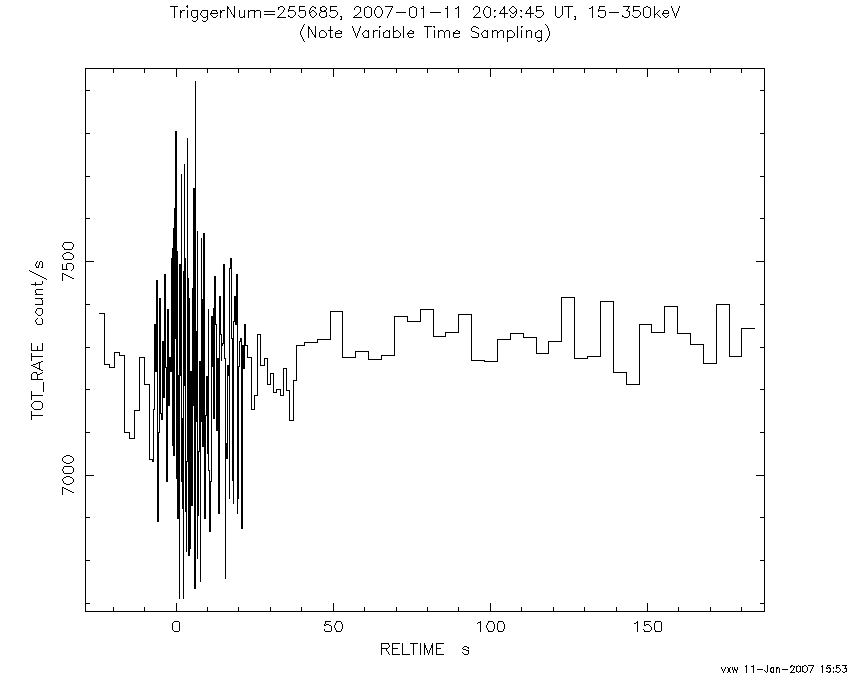 TriggerNum=255685, 2007-01-11 20:49:45 UT, 15-350keV
(Note Variable Time Sampling)
TOT_RATE count/s
7500
7000
0 50 100 150
RELTIME s
vxw 11-Jan-2007 15:53